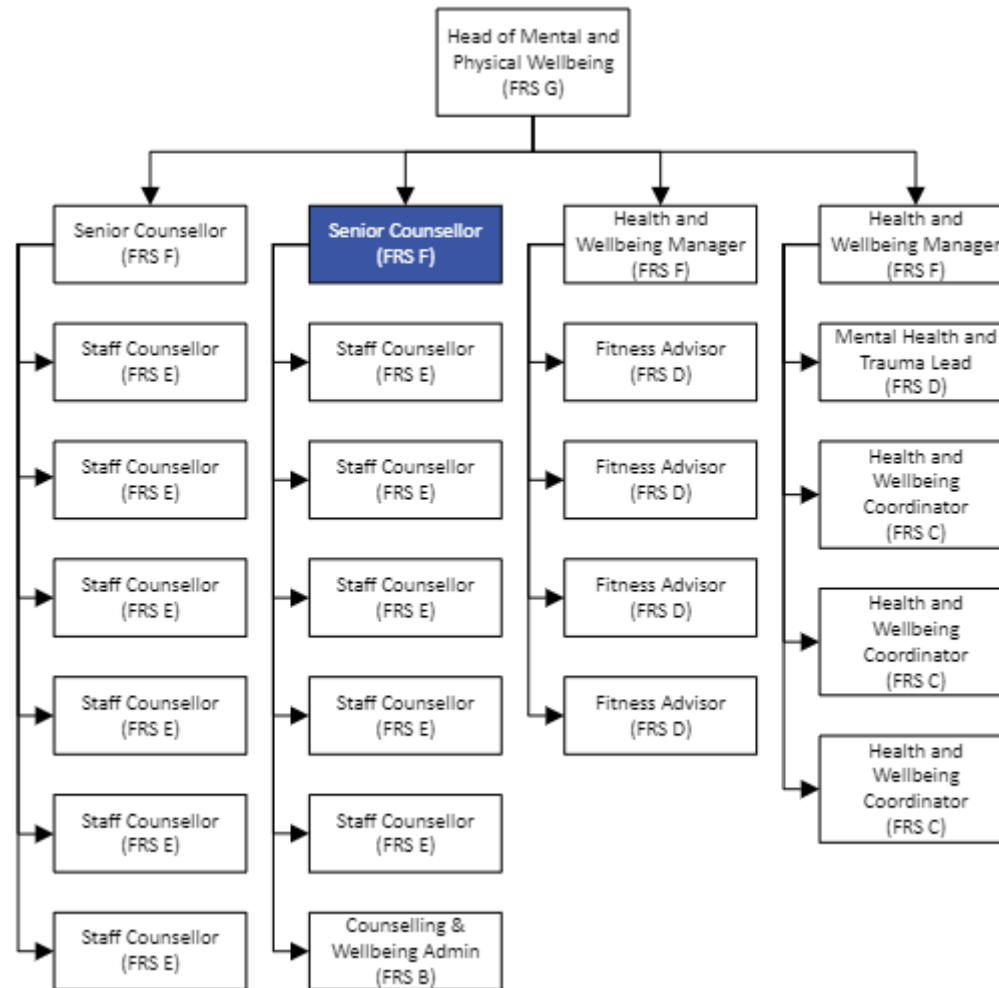 Head of Mental and
Physical Wellbeing
(FRS G)
Senior Counsellor
(FRS F)
Senior Counsellor
(FRS F)
Health and
Wellbeing Manager
(FRS F)
Health and
Wellbeing Manager
(FRS F)
Staff Counsellor
(FRS E)
Staff Counsellor
(FRS E)
Fitness Advisor
(FRS D)
Mental Health and
Trauma Lead
(FRS D)
Staff Counsellor
(FRS E)
Staff Counsellor
(FRS E)
Fitness Advisor
(FRS D)
Health and
Wellbeing
Coordinator
(FRS C)
Staff Counsellor
(FRS E)
Staff Counsellor
(FRS E)
Fitness Advisor
(FRS D)
Health and
Wellbeing
Coordinator
(FRS C)
Staff Counsellor
(FRS E)
Staff Counsellor
(FRS E)
Fitness Advisor
(FRS D)
Health and
Wellbeing
Coordinator
(FRS C)
Staff Counsellor
(FRS E)
Staff Counsellor
(FRS E)
Staff Counsellor
(FRS E)
Counselling &
Wellbeing Admin
(FRS B)